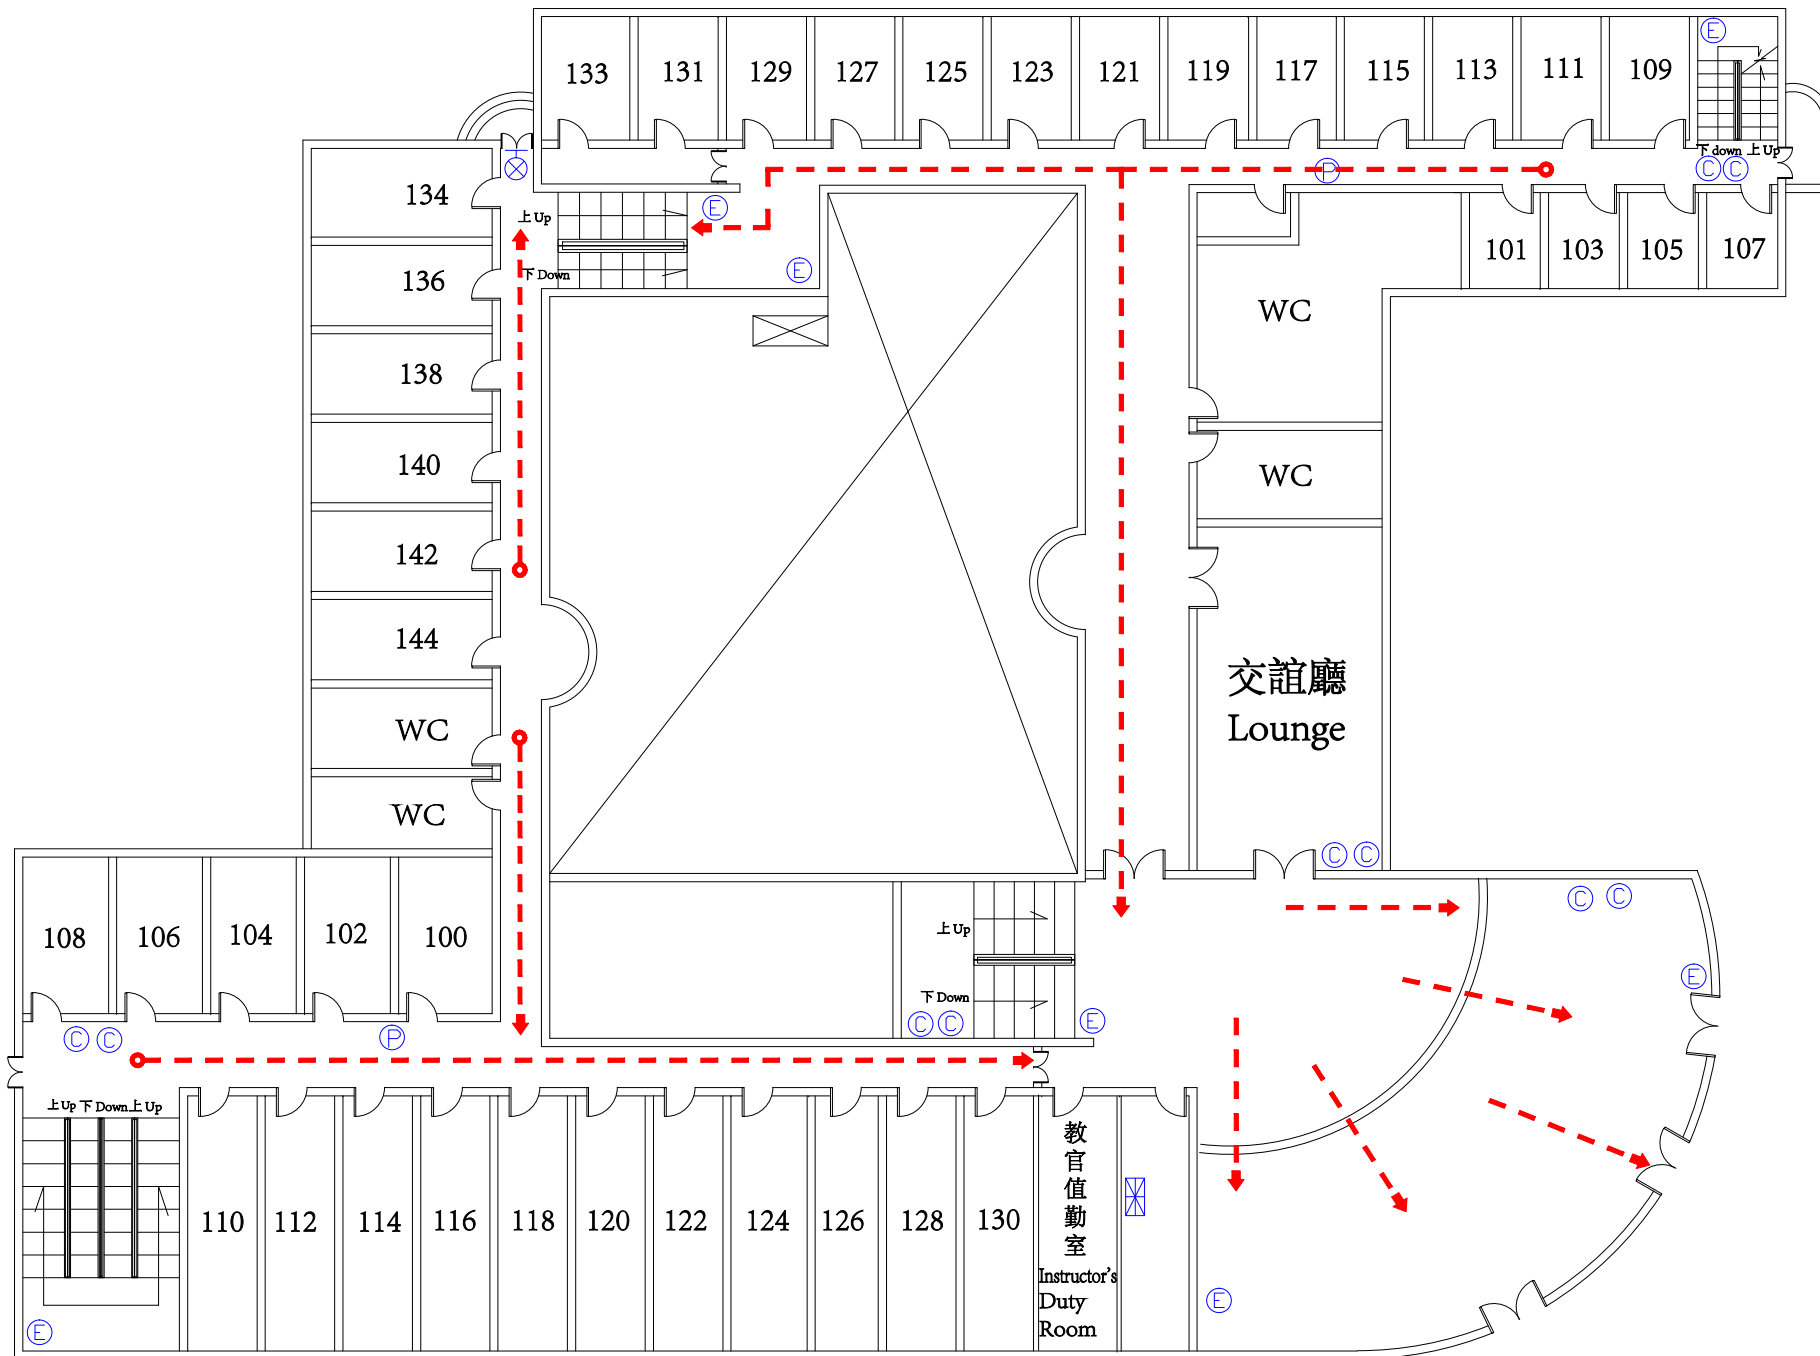 133 131 129 127 125 123 121 119 117 115 113 111 109
E
下 down 上 Up
P
C C
134
上 Up
E
101 103 105 107
136
下 Down
E
WC
138
140
WC
142
144
交誼廳
Lounge
WC
WC
C C
C C
108 106 104 102 100
上 Up
E
下 Down
C C
E
C C
P
上 Up 下 Down 上 Up
110 112 114 116 118 120 122 124 126 128 130
教官值勤室
Instructor's
Duty
Room
E
E